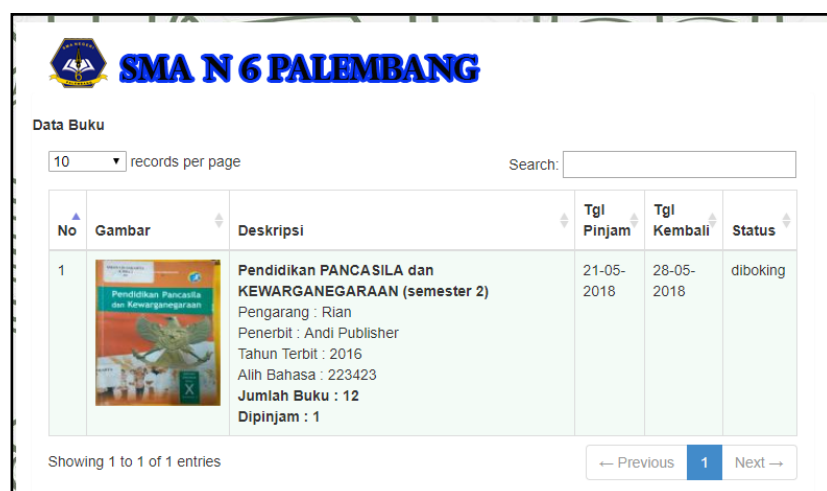 SMA N 6 PALEMBANG
Data Buku
10 records per page
Search:
No Gambar Deskripsi Tgl Pinjam Tgl Kembali Status
1
Pendidikan Pancasila
dan Kewarganegaraan
X
Pendidikan PANCASILA dan
KEWARGANEGARAAN (semester 2)
Pengarang : Rian
Penerbit : Andi Publisher
Tahun Terbit : 2016
Alih Bahasa : 223423
Jumlah Buku : 12
Dipinjam : 1
21-05-
2018
28-05-
2018
diboking
Showing 1 to 1 of 1 entries
← Previous 1 Next →